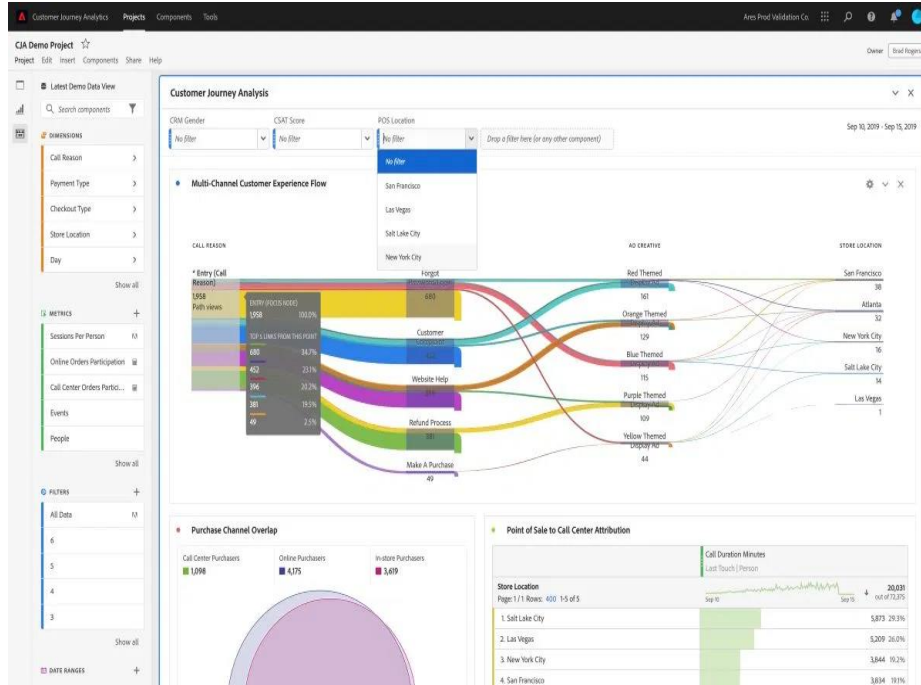 Customer Journey Analytics Projects Components Tools
Ares Prod Validation Co.
CJA Demo Project
Project Edit Insert Components Share Help
Owner Brad Rogers
Latest Demo Data View
Search components
DIMENSIONS
Call Reason
Payment Type
Checkout Type
Store Location
Day
Show all
METRICS
Sessions Per Person
Online Orders Participation
Call Center Orders Partici...
Events
People
Show all
FILTERS
All Data
6
5
4
3
Show all
DATE RANGES
Customer Journey Analysis
CRM Gender
No filter
CSAT Score
No filter
POS Location
No filter
Drop a filter here (or any other component)
Sep 10, 2019 - Sep 15, 2019
No filter
San Francisco
Las Vegas
Salt Lake City
New York City
Multi-Channel Customer Experience Flow
CALL REASON
AD CREATIVE
STORE LOCATION
* Entry (Call
Reason)
1,958
Path views
ENTRY (FOCUS NODE)
1,958 100.0%
TOP 5 LINKS FROM THIS POINT
680 34.7%
452 23.1%
396 20.2%
381 19.5%
49 2.5%
Forgot
680
Customer
Website Help
Refund Process
381
Make A Purchase
49
Red Themed
Display Ad
161
Orange Themed
Display Ad
129
Blue Themed
Display Ad
115
Purple Themed
Display Ad
109
Yellow Themed
Display Ad
44
San Francisco
38
Atlanta
32
New York City
16
Salt Lake City
14
Las Vegas
1
Purchase Channel Overlap
Call Center Purchasers
1,098
Online Purchasers
4,175
In-store Purchasers
3,619
Point of Sale to Call Center Attribution
Call Duration Minutes
Last Touch | Person
Store Location
Page: 1 / 1 Rows: 400 1-5 of 5
Sep 10
Sep 15
20,031
out of 72,375
1. Salt Lake City 5,873 29.3%
2. Las Vegas 5,209 26.0%
3. New York City 3,844 19.2%
4. San Francisco 3,834 19.1%